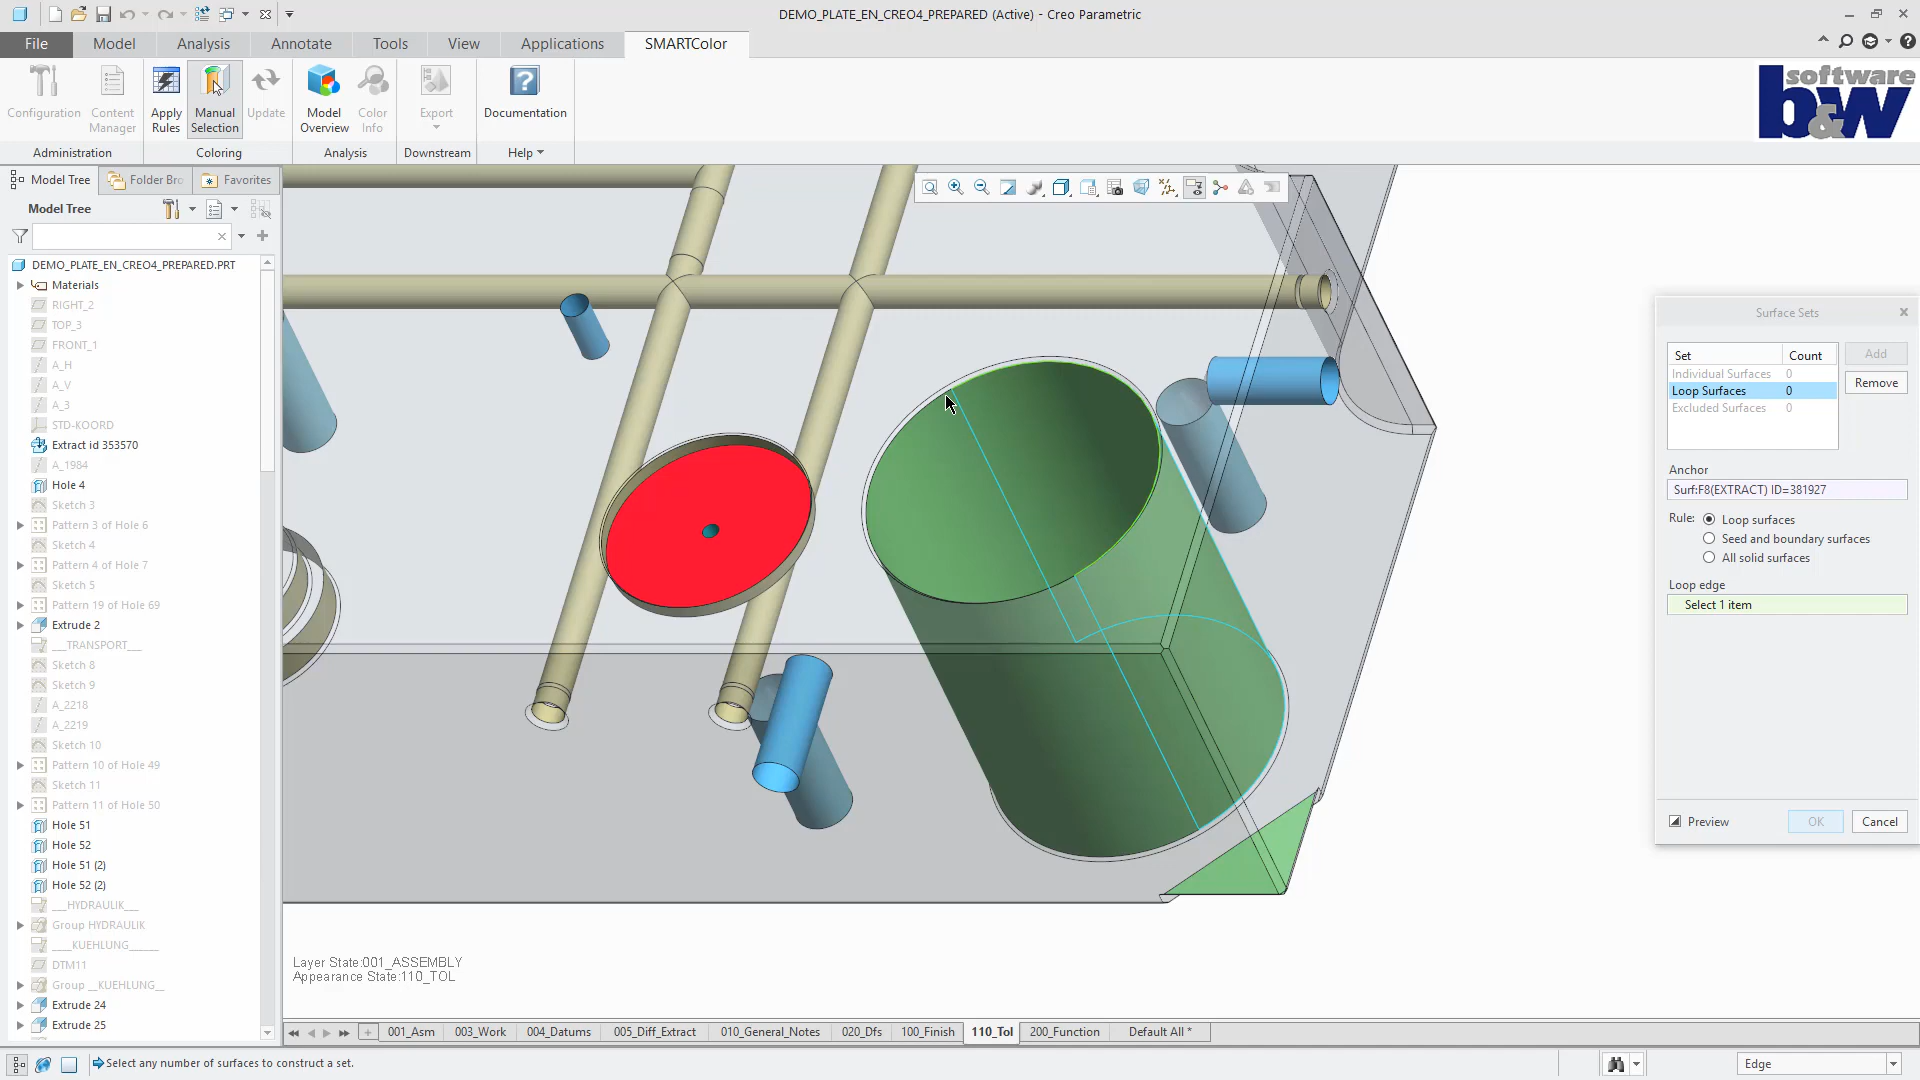 DEMO_PLATE_EN_CREO4_PREPARED (Active) - Creo Parametric
File
Model
Analysis
Annotate
Tools
View
Applications
SMARTColor
Configuration
Content
Manager
Apply
Rules
Manual
Selection
Update
Model
Overview
Color
Info
Export
Documentation
Administration
Coloring
Analysis
Downstream
Help
software
b&w
Model Tree
Folder Bro
Favorites
Model Tree
DEMO_PLATE_EN_CREO4_PREPARED.PRT
Materials
RIGHT_2
TOP_3
FRONT_1
A_H
A_V
A_3
STD-KOORD
Extract id 353570
A_1984
Hole 4
Sketch 3
Pattern 3 of Hole 6
Sketch 4
Pattern 4 of Hole 7
Sketch 5
Pattern 19 of Hole 69
Extrude 2
___TRANSPORT___
Sketch 8
Sketch 9
A_2218
A_2219
Sketch 10
Pattern 10 of Hole 49
Sketch 11
Pattern 11 of Hole 50
Hole 51
Hole 52
Hole 51 (2)
Hole 52 (2)
___HYDRAULIK___
Group HYDRAULIK
____KUEHLUNG_____
DTM11
Group __KUEHLUNG_
Extrude 24
Extrude 25
Surface Sets
Set Count
Individual Surfaces 0
Loop Surfaces 0
Excluded Surfaces 0
Add
Remove
Anchor
Surf:F8(EXTRACT) ID=381927
Rule:
Loop surfaces
Seed and boundary surfaces
All solid surfaces
Loop edge
Select 1 item
Preview
OK
Cancel
Layer State:001_ASSEMBLY
Appearance State:110_TOL
001_Asm
003_Work
004_Datums
005_Diff_Extract
010_General_Notes
020_Dfs
100_Finish
110_Tol
200_Function
Default All *
Select any number of surfaces to construct a set.
Edge